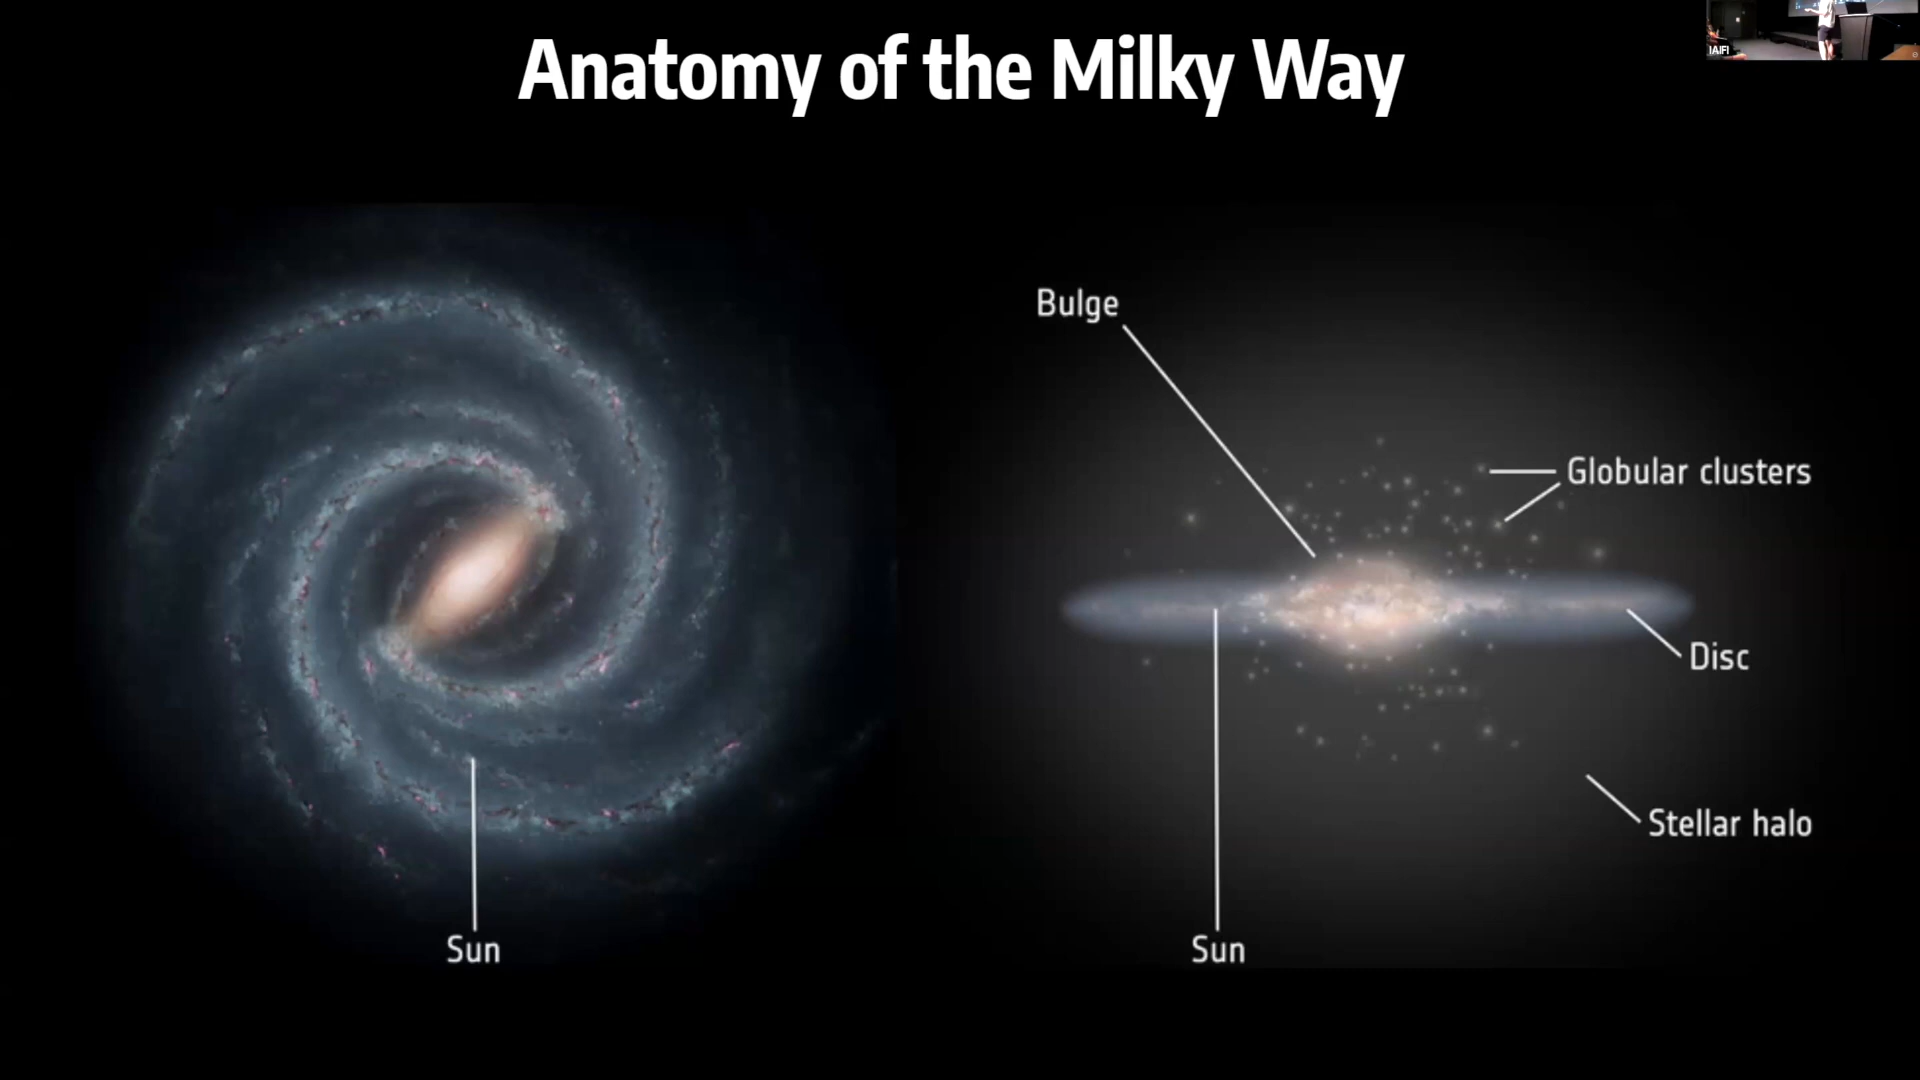 Anatomy of the Milky Way
IAIFI
Bulge
Globular clusters
Disc
Stellar halo
Sun
Sun